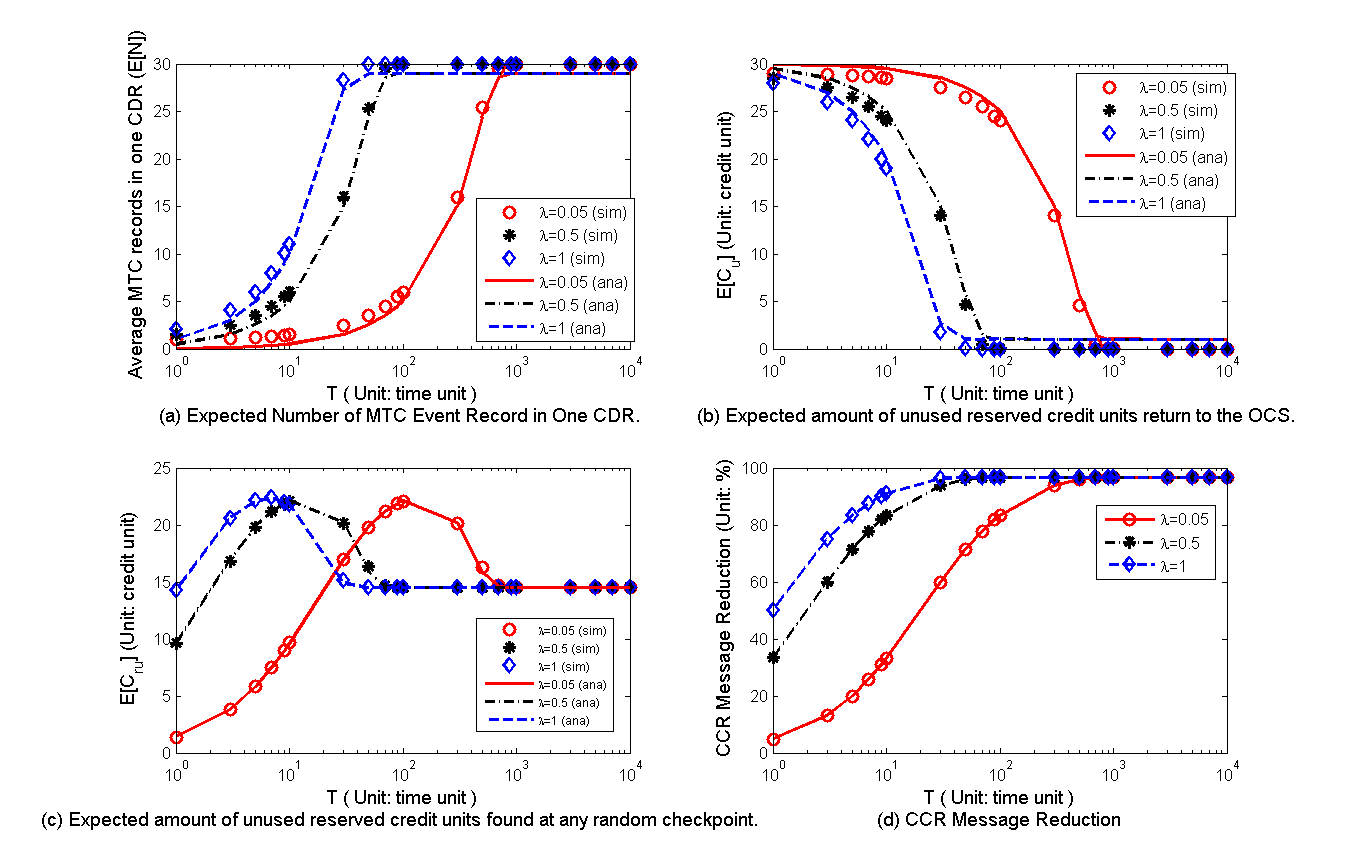 Average MTC records in one CDR (E[N])
30
25
20
15
10
5
0
10^0
10^1
10^2
10^3
10^4
λ=0.05 (sim)
λ=0.5 (sim)
λ=1 (sim)
λ=0.05 (ana)
λ=0.5 (ana)
λ=1 (ana)
T ( Unit: time unit )
(a) Expected Number of MTC Event Record in One CDR.
E[C_u] (Unit: credit unit)
30
25
20
15
10
5
0
10^0
10^1
10^2
10^3
10^4
λ=0.05 (sim)
λ=0.5 (sim)
λ=1 (sim)
λ=0.05 (ana)
λ=0.5 (ana)
λ=1 (ana)
T ( Unit: time unit )
(b) Expected amount of unused reserved credit units return to the OCS.
E[C_ru] (Unit: credit unit)
25
20
15
10
5
0
10^0
10^1
10^2
10^3
10^4
λ=0.05 (sim)
λ=0.5 (sim)
λ=1 (sim)
λ=0.05 (ana)
λ=0.5 (ana)
λ=1 (ana)
T ( Unit: time unit )
(c) Expected amount of unused reserved credit units found at any random checkpoint.
CCR Message Reduction (Unit: %)
100
80
60
40
20
0
10^0
10^1
10^2
10^3
10^4
λ=0.05
λ=0.5
λ=1
T ( Unit: time unit )
(d) CCR Message Reduction